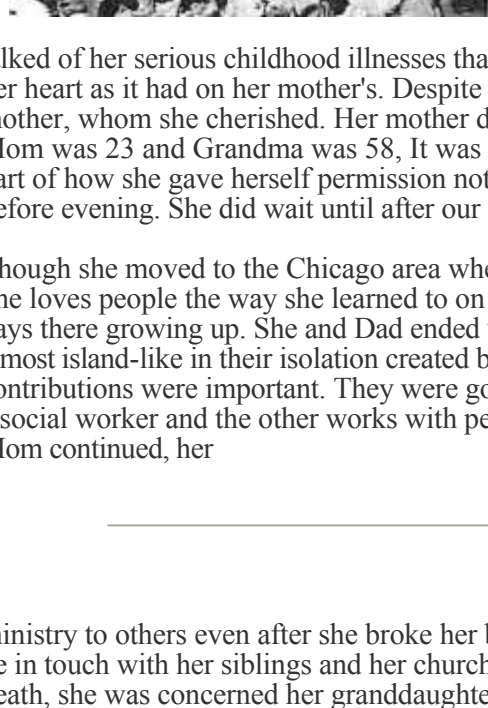 lked of her serious childhood illnesses tha
er heart as it had on her mother's. Despite
other, whom she cherished. Her mother d
Mom was 23 and Grandma was 58, It was
art of how she gave herself permission not
efore evening. She did wait until after our
hough she moved to the Chicago area whe
he loves people the way she learned to on
ays there growing up. She and Dad ended
most island-like in their isolation created b
ontributions were important. They were go
social worker and the other works with pe
Mom continued, her
ministry to others even after she broke her
e in touch with her siblings and her church
eath, she was concerned her granddaughte